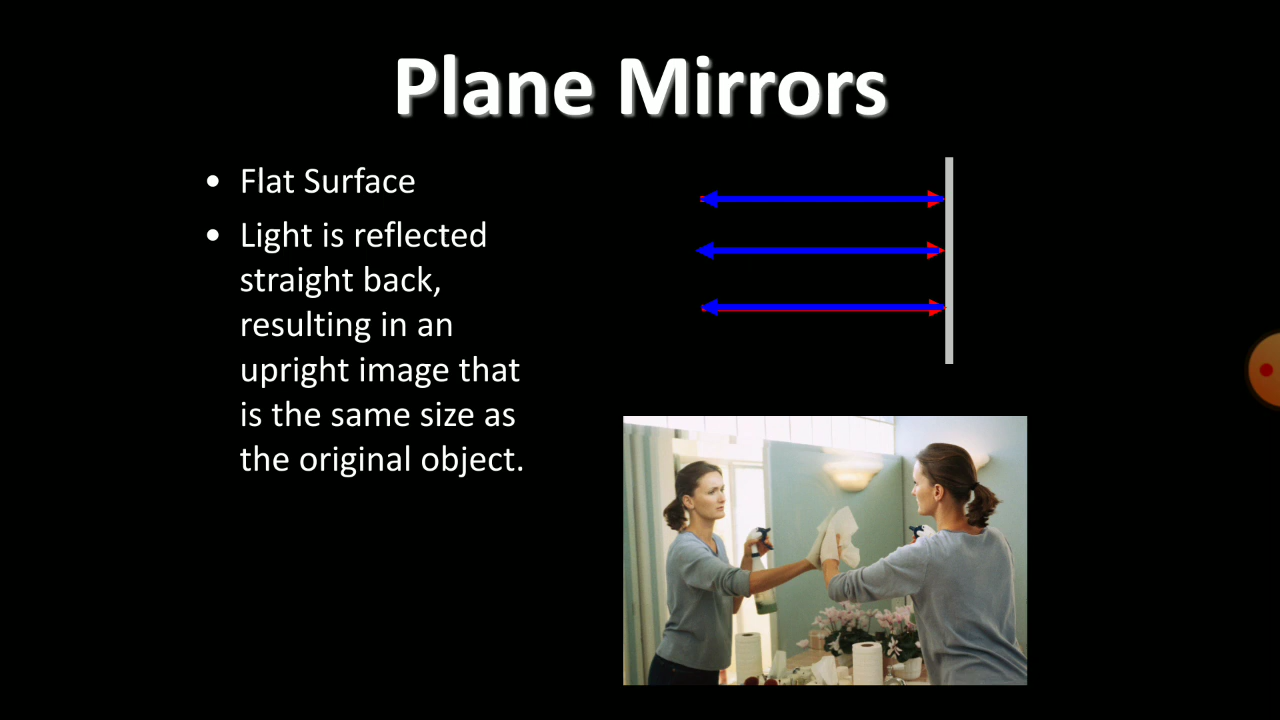 Plane Mirrors
• Flat Surface
• Light is reflected
straight back,
resulting in an
upright image that
is the same size as
the original object.